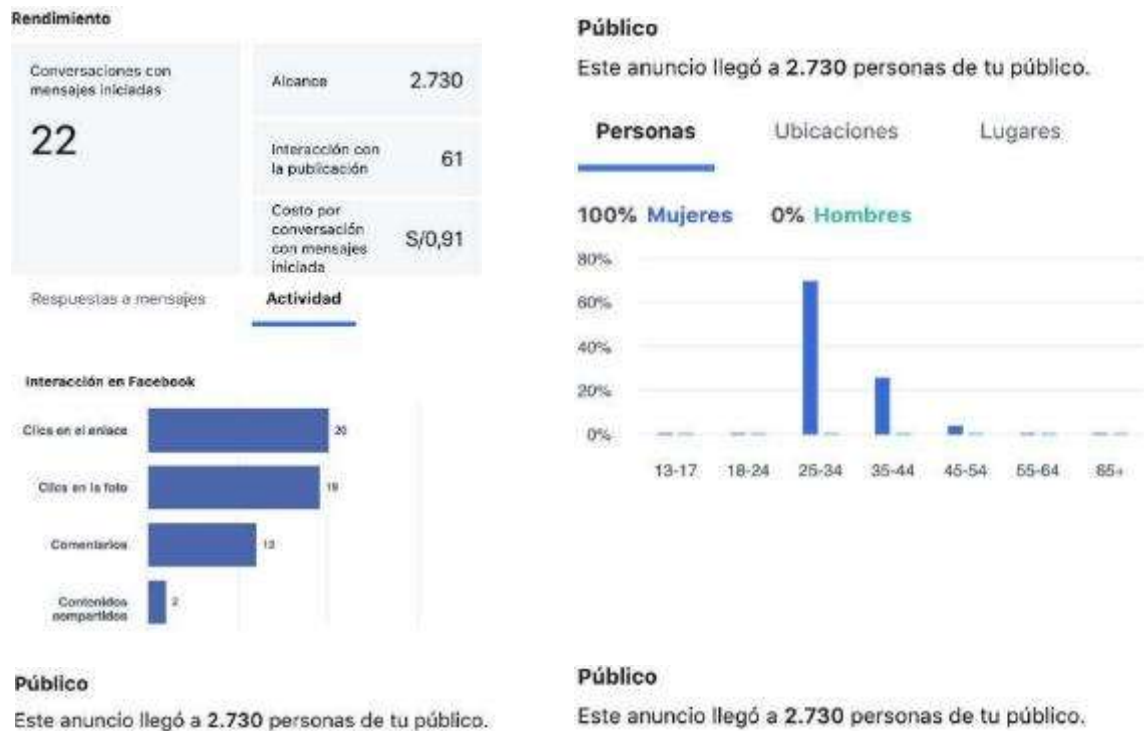 Rendimiento
Conversaciones con
mensajes iniciadas
22
Alcance 2.730
Interacción con
la publicación 61
Costo por
conversación
con mensajes
iniciada S/0,91
Respuestas a mensajes Actividad
Interacción en Facebook
Clics en el enlace 20
Clics en la foto 19
Comentarios 12
Contenidos
compartidos 2
Público
Este anuncio llegó a 2.730 personas de tu público.
Público
Este anuncio llegó a 2.730 personas de tu público.
Personas Ubicaciones Lugares
100% Mujeres 0% Hombres
80%
60%
40%
20%
0%
13-17 18-24 25-34 35-44 45-54 55-64 65+
Público
Este anuncio llegó a 2.730 personas de tu público.